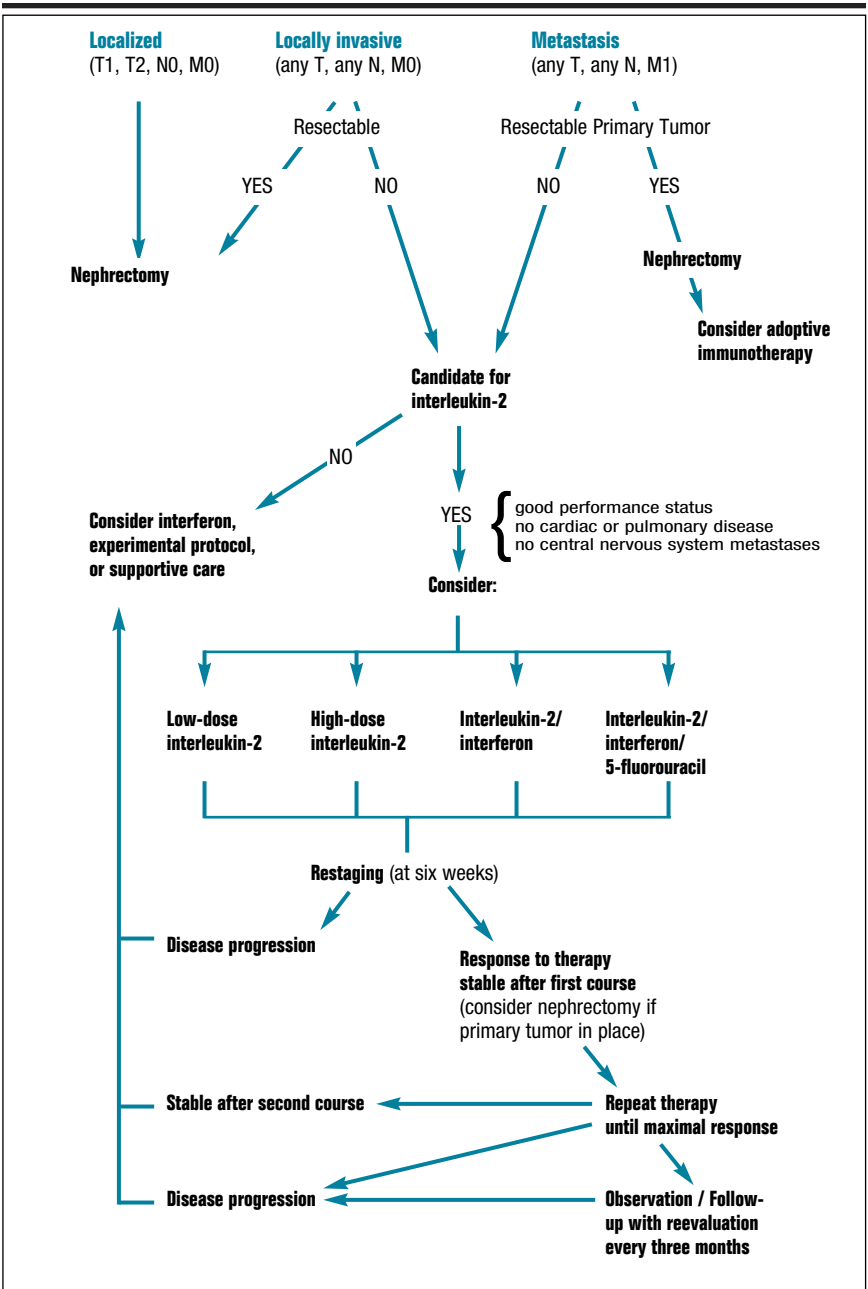 Localized
(T1, T2, N0, M0)
Locally invasive
(any T, any N, M0)
Metastasis
(any T, any N, M1)
Resectable
Resectable Primary Tumor
YES
NO
NO
YES
Nephrectomy
Nephrectomy
Consider adoptive
immunotherapy
Candidate for
interleukin-2
NO
YES
good performance status
no cardiac or pulmonary disease
no central nervous system metastases
Consider interferon,
experimental protocol,
or supportive care
Consider:
Low-dose
interleukin-2
High-dose
interleukin-2
Interleukin-2/
interferon
Interleukin-2/
interferon/
5-fluorouracil
Restaging (at six weeks)
Disease progression
Response to therapy
stable after first course
(consider nephrectomy if
primary tumor in place)
Stable after second course
Repeat therapy
until maximal response
Disease progression
Observation / Follow-
up with reevaluation
every three months